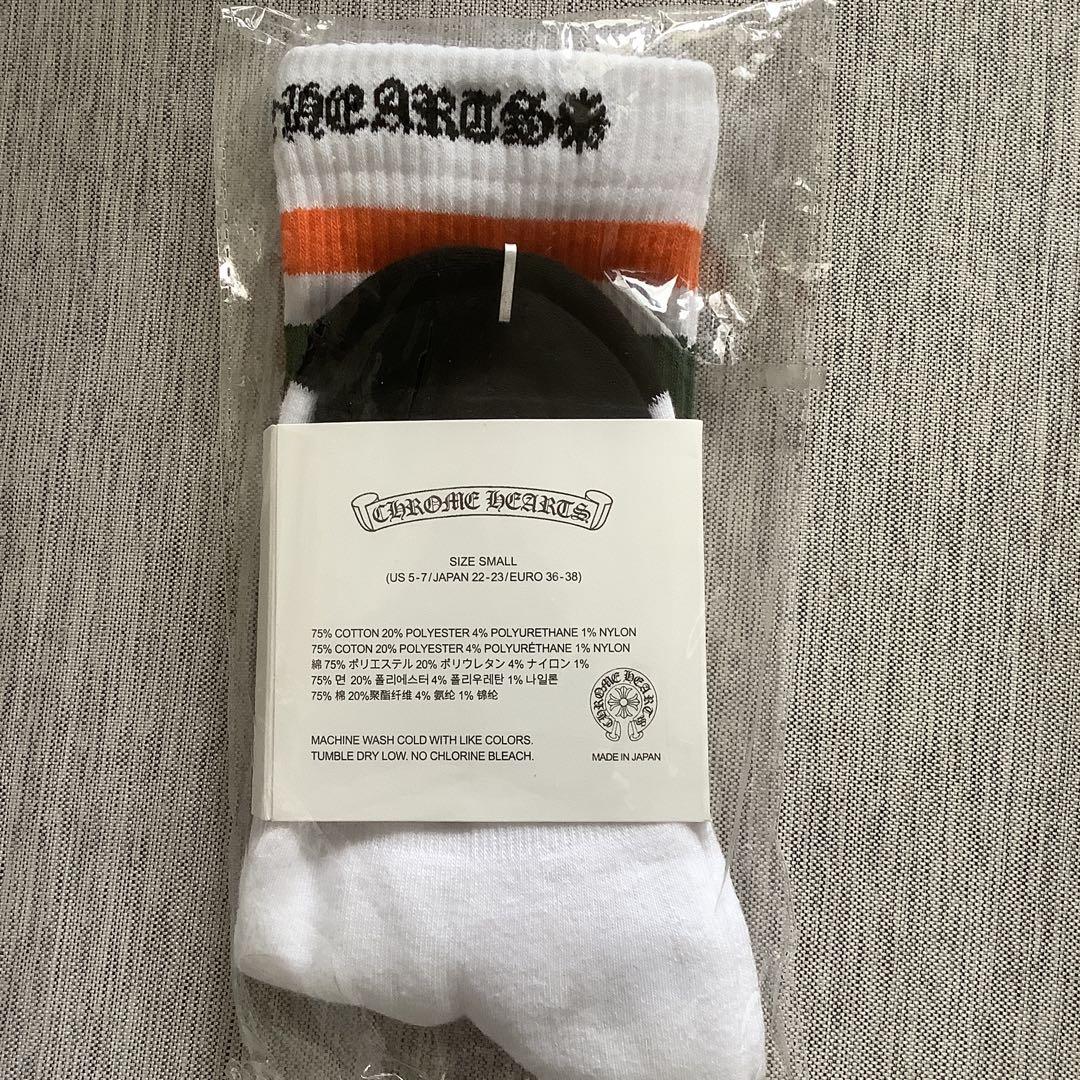 HEARTS
CHROME HEARTS
SIZE SMALL
(US 5-7/JAPAN 22-23/EURO 36-38)
75% COTTON 20% POLYESTER 4% POLYURETHANE 1% NYLON
75% COTON 20% POLYESTER 4% POLYURÉTHANE 1% NYLON
綿 75% ポリエステル 20% ポリウレタン 4% ナイロン 1%
75% 면 20% 폴리에스터 4% 폴리우레탄 1% 나일론
75% 棉 20%聚酯纤维 4% 氨纶 1% 锦纶
CHROME HEARTS
MACHINE WASH COLD WITH LIKE COLORS.
TUMBLE DRY LOW. NO CHLORINE BLEACH.
MADE IN JAPAN